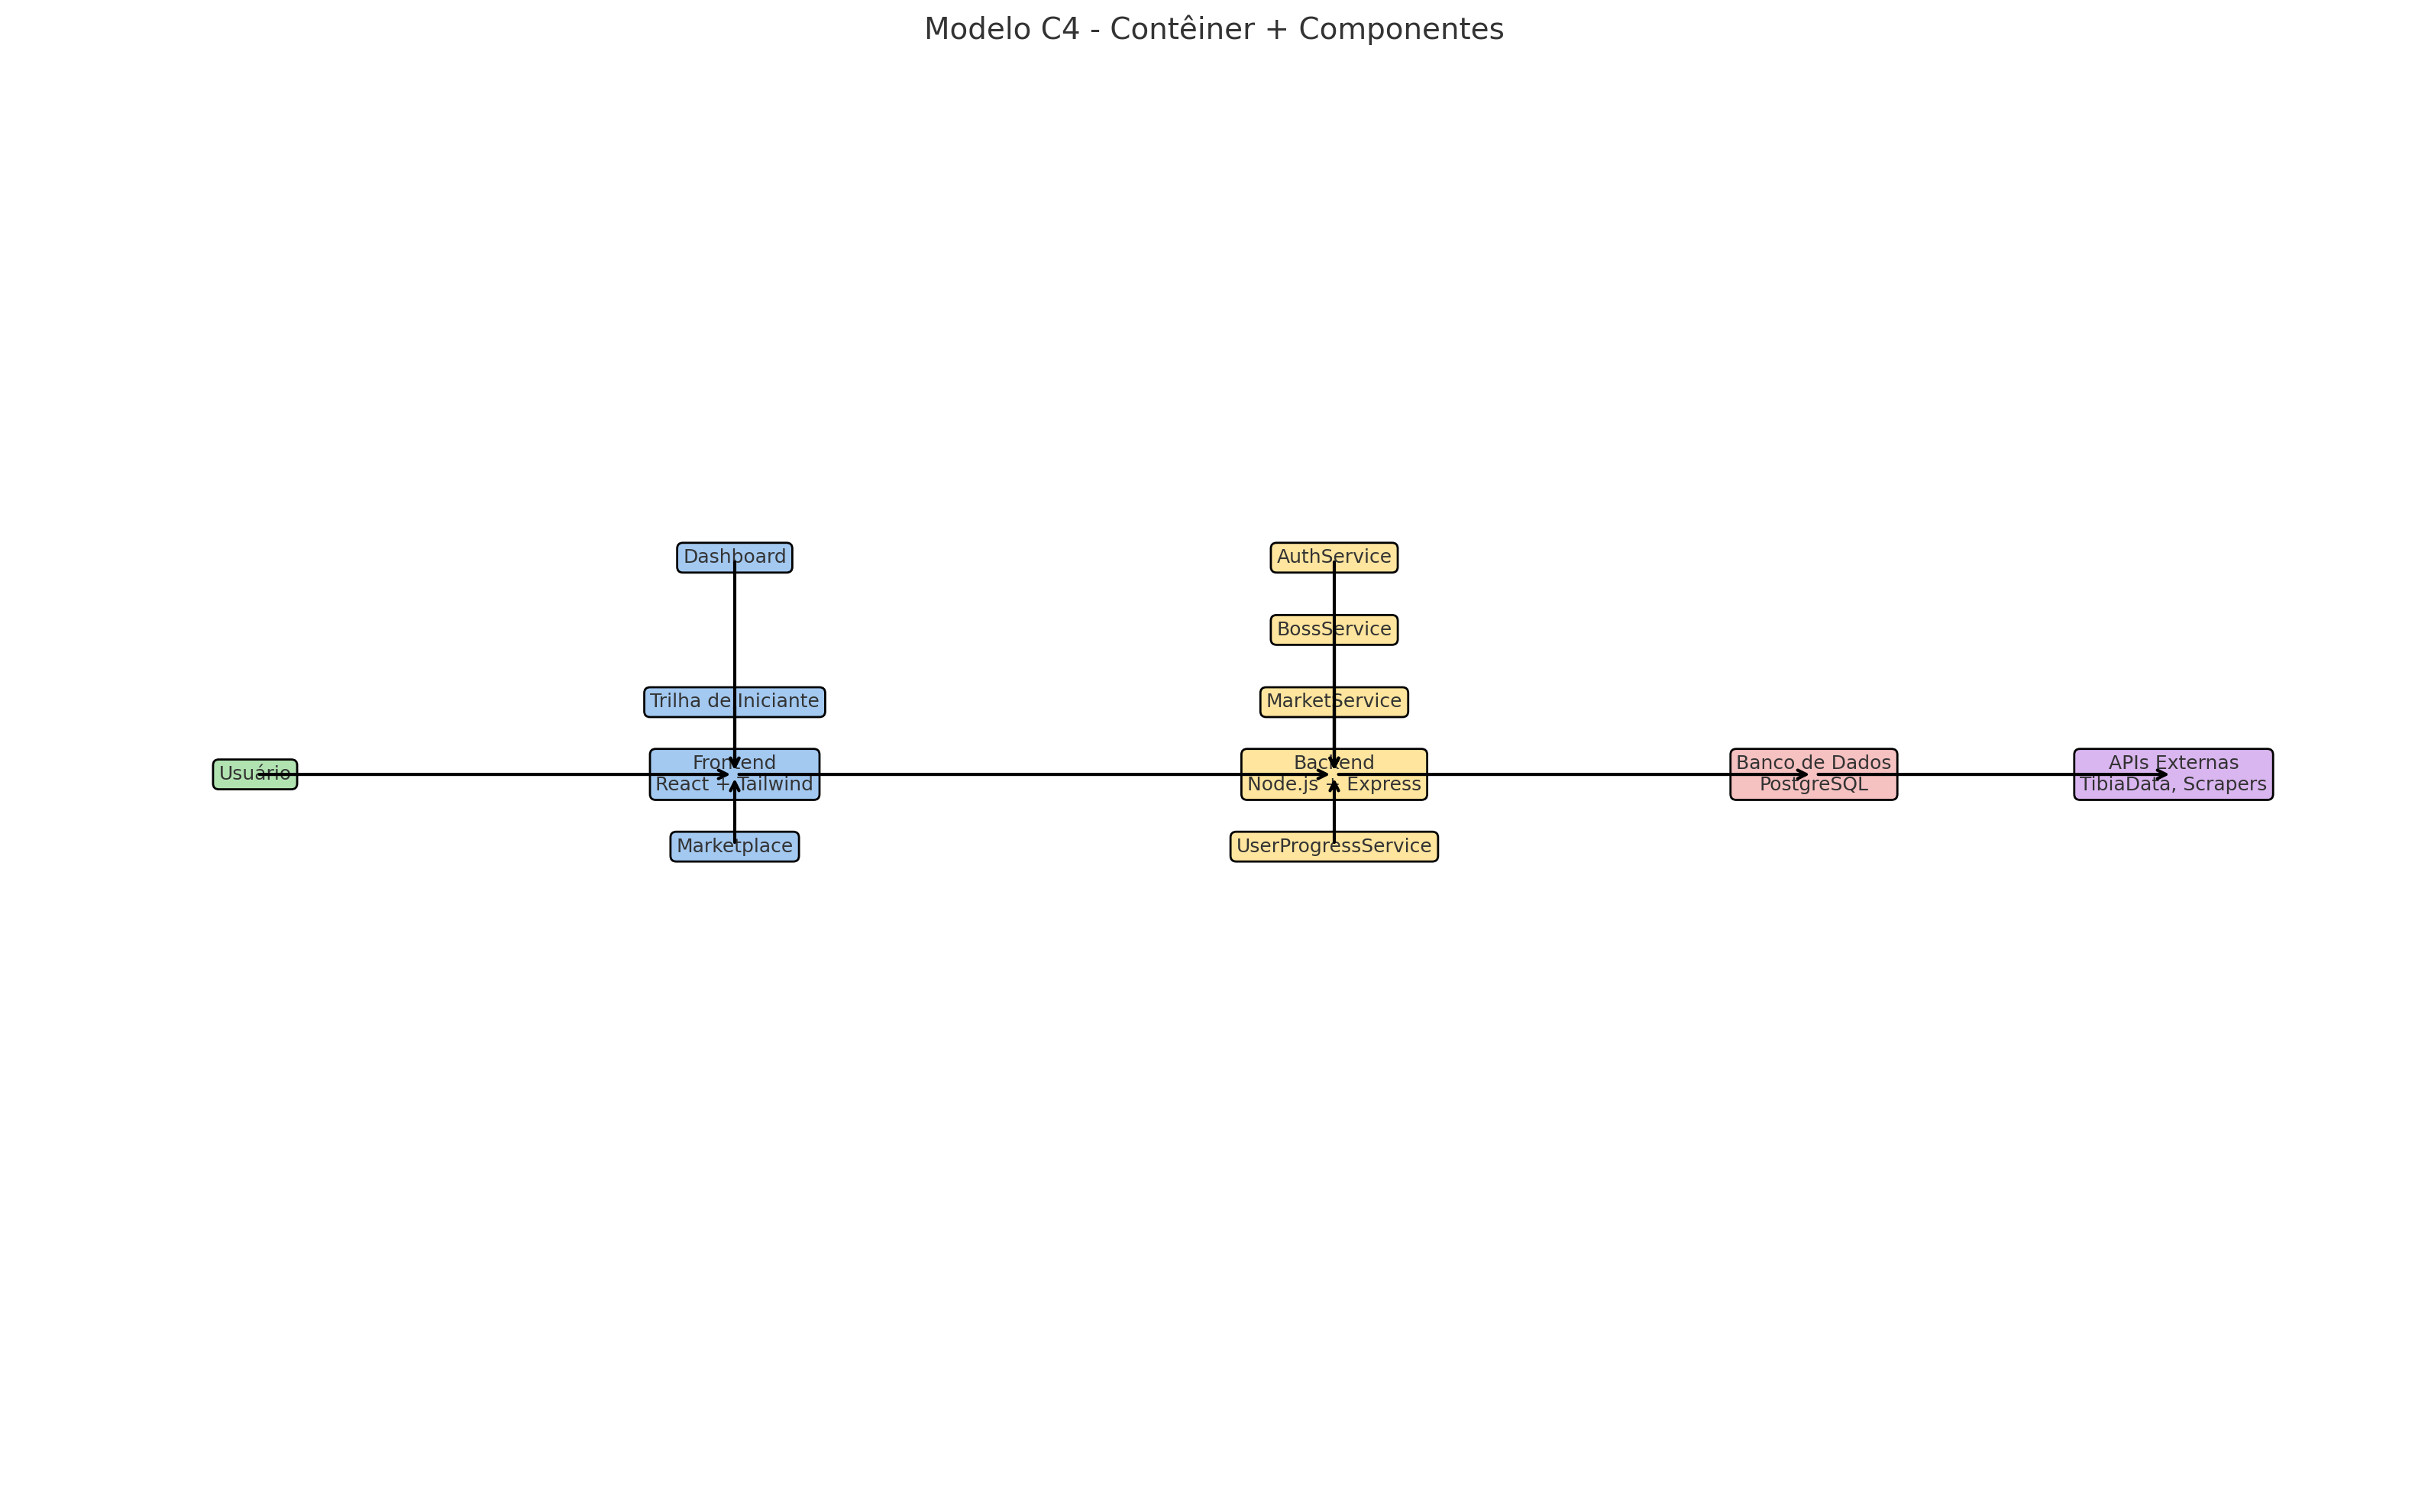 Modelo C4 - Contêiner + Componentes
Dashboard
AuthService
BossService
Trilha de Iniciante
MarketService
Usuário
Frontend
React + Tailwind
Backend
Node.js + Express
Banco de Dados
PostgreSQL
APIs Externas
TibiaData, Scrapers
Marketplace
UserProgressService